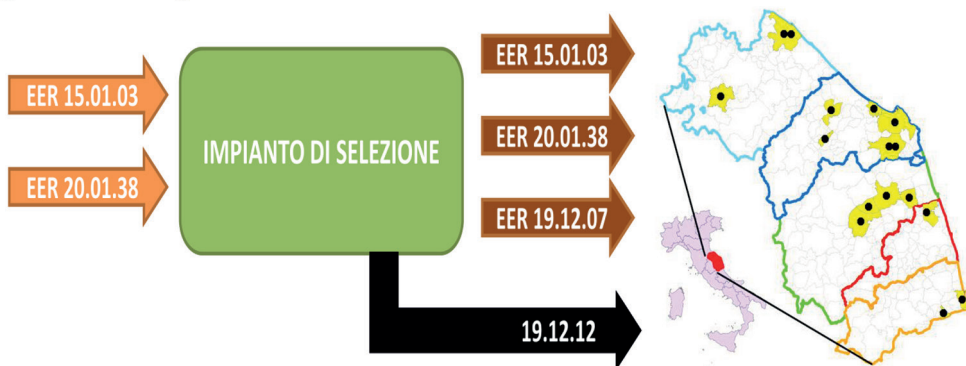 EER 15.01.03
EER 20.01.38
IMPIANTO DI SELEZIONE
EER 15.01.03
EER 20.01.38
EER 19.12.07
19.12.12